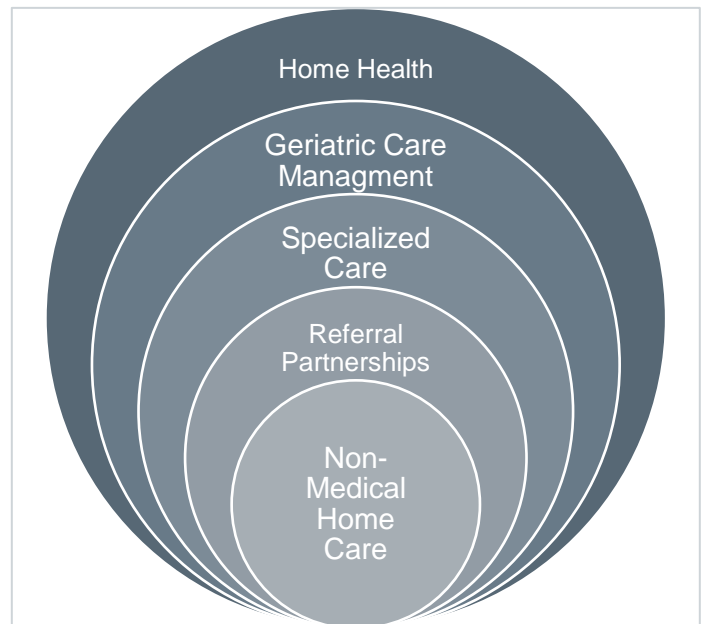 Home Health
Geriatric Care
Managment
Specialized
Care
Referral
Partnerships
Non-
Medical
Home
Care